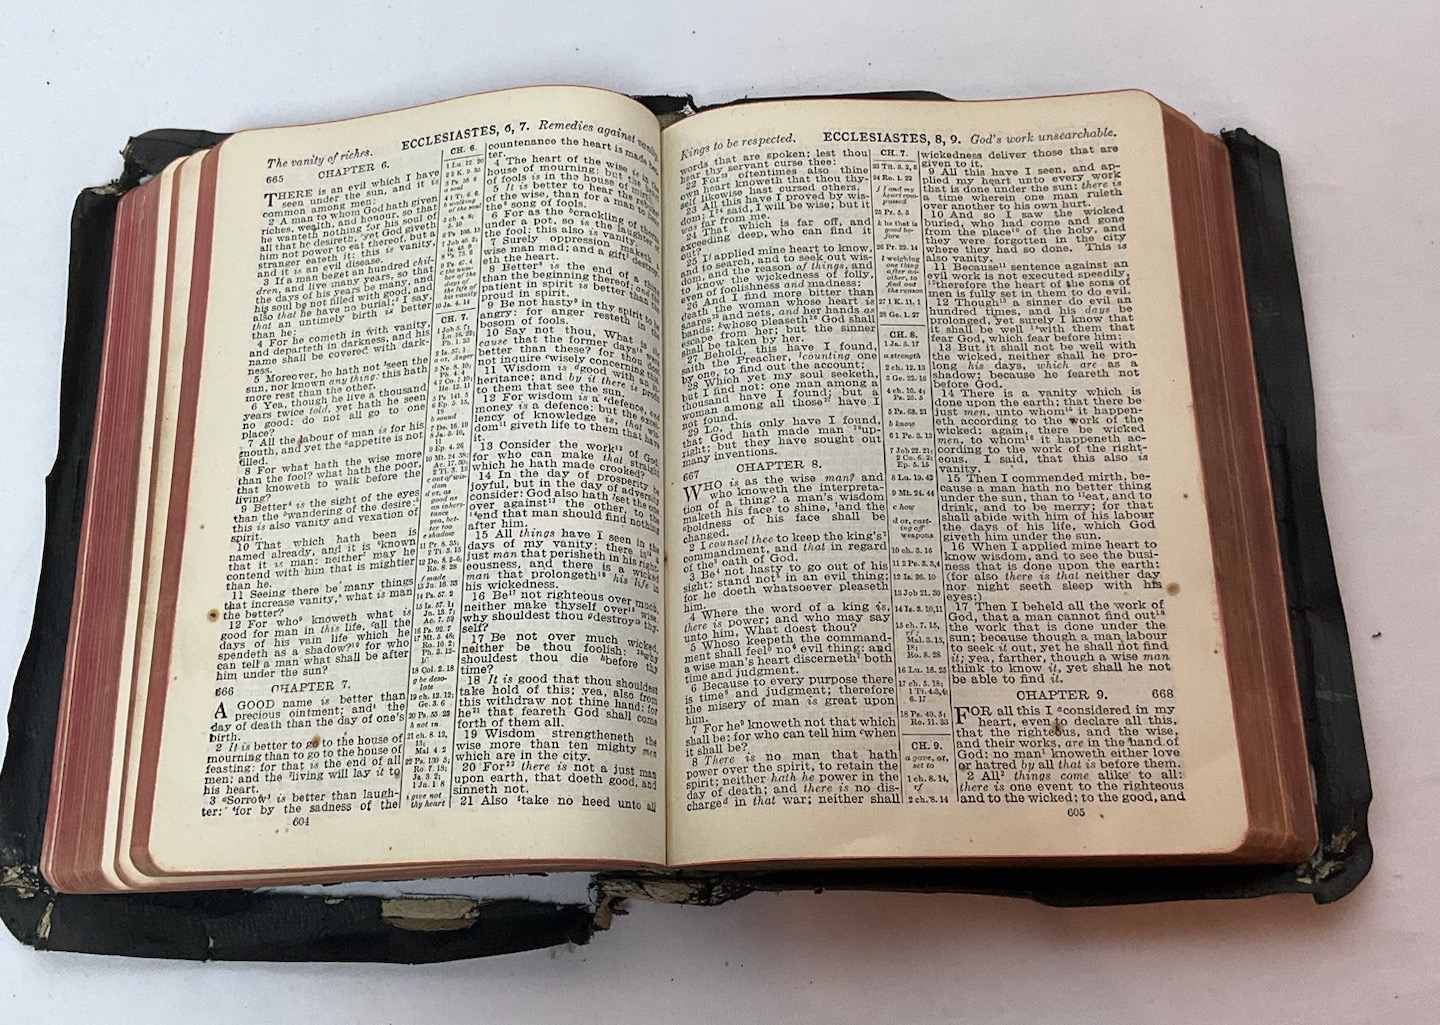 The vanity of riches.
ECCLESIASTES, 6, 7.
Remedies against vanity
665
CHAPTER 6.
THERE is an evil which I have
seen under the sun, and it is
common among men:
2 A man to whom God hath given
riches, wealth, and honour, so that
he wanteth nothing for his soul of
all that he desireth, yet God giveth
him not power to eat thereof, but a
stranger eateth it: this is vanity,
and it is an evil disease.
3 If a man beget an hundred chil-
dren, and live many years, so that
the days of his years be many, and
his soul be not filled with good, and
also that he have no burial; I say,
that an untimely birth is better
than he:
4 For he cometh in with vanity,
and departeth in darkness, and his
name shall be covered with dark-
ness.
5 Moreover, he hath not seen the
sun, nor known any thing: this hath
more rest than the other.
6 Yea, though he live a thousand
years twice told, yet hath he seen
no good: do not all go to one
place?
7 All the labour of man is for his
mouth, and yet the appetite is not
filled.
8 For what hath the wise more
than the fool? what hath the poor,
that knoweth to walk before the
living?
9 Better is the sight of the eyes
than the wandering of the desire:
this is also vanity and vexation of
spirit.
10 That which hath been is
named already, and it is known
that it is man: neither may he
contend with him that is mightier
than he.
11 Seeing there be many things
that increase vanity, what is man
the better?
12 For who knoweth what is
good for man in this life, all the
days of his vain life which he
spendeth as a shadow? for who
can tell a man what shall be after
him under the sun?
666
CHAPTER 7.
A GOOD name is better than
precious ointment; and the
day of death than the day of one's
birth.
2 It is better to go to the house of
mourning than to go to the house of
feasting: for that is the end of all
men; and the living will lay it to
his heart.
3 Sorrow is better than laugh-
ter: for by the sadness of the
604
CH. 6.
CH. 7.
countenance the heart is made
ter.
4 The heart of the wise is in the
house of mourning: but the
of fools is in the house of
5 It is better to hear the
of the wise, than for a man to
the song of fools.
6 For as the crackling of
under a pot, so is the laughter
the fool: this also is vanity.
7 Surely oppression maketh
wise man mad; and a gift destroy
eth the heart.
8 Better is the end of a thing
than the beginning thereof: and
patient in spirit is better than
proud in spirit.
9 Be not hasty in thy spirit to be
angry: for anger resteth in the
bosom of fools.
10 Say not thou, What is the
cause that the former days
better than these? for thou
not inquire wisely concerning
11 Wisdom is good with an
heritance: and by it there is profit
to them that see the sun.
12 For wisdom is a defence, and
money is a defence: but the
lency of knowledge is, that
dom giveth life to them that have
it.
13 Consider the work of God:
for who can make that straight
which he hath made crooked?
14 In the day of prosperity be
joyful, but in the day of adversity
consider: God also hath set the one
over against the other, to the
end that man should find nothing
after him.
15 All things have I seen in the
days of my vanity: there is a
just man that perisheth in his right-
eousness, and there is a wicked
man that prolongeth his life in
his wickedness.
16 Be not righteous over much,
neither make thyself over wise
why shouldest thou destroy thy-
self?
17 Be not over much wicked,
neither be thou foolish: why
shouldest thou die before thy
time?
18 It is good that thou shouldest
take hold of this; yea, also from
this withdraw not thine hand: for
he that feareth God shall come
forth of them all.
19 Wisdom strengtheneth the
wise more than ten mighty men
which are in the city.
20 For there is not a just man
upon earth, that doeth good, and
sinneth not.
21 Also take no heed unto all
Kings to be respected.
ECCLESIASTES, 8, 9.
God's work unsearchable.
words that are spoken; lest thou
hear thy servant curse thee:
22 For oftentimes also thine
own heart knoweth that thou thy-
self likewise hast cursed others.
23 All this have I proved by wis-
dom: I said, I will be wise; but it
was far from me.
24 That which is far off, and
exceeding deep, who can find it
out?
25 I applied mine heart to know,
and to search, and to seek out wis-
dom, and the reason of things, and
to know the wickedness of folly,
even of foolishness and madness:
26 And I find more bitter than
death the woman whose heart is
snares and nets, and her hands as
bands: whoso pleaseth God shall
escape from her; but the sinner
shall be taken by her.
27 Behold, this have I found,
saith the Preacher, counting one
by one, to find out the account:
28 Which yet my soul seeketh,
but I find not: one man among a
thousand have I found; but a
woman among all those have I
not found.
29 Lo, this only have I found,
that God hath made man up-
right; but they have sought out
many inventions.
CHAPTER 8.
667
WHO is as the wise man? and
who knoweth the interpreta-
tion of a thing? a man's wisdom
maketh his face to shine, and the
boldness of his face shall be
changed.
2 I counsel thee to keep the king's
commandment, and that in regard
of the oath of God.
3 Be not hasty to go out of his
sight: stand not in an evil thing;
for he doeth whatsoever pleaseth
him.
4 Where the word of a king is,
there is power: and who may say
unto him, What doest thou?
5 Whoso keepeth the command-
ment shall feel no evil thing: and
a wise man's heart discerneth both
time and judgment.
6 Because to every purpose there
is time and judgment; therefore
the misery of man is great upon
him.
7 For he knoweth not that which
shall be: for who can tell him when
it shall be?
8 There is no man that hath
power over the spirit, to retain the
spirit; neither hath he power in the
day of death; and there is no dis-
charge in that war; neither shall
CH. 7.
CH. 8.
CH. 9.
wickedness deliver those that are
given to it.
9 All this have I seen, and ap-
plied my heart unto every work
that is done under the sun: there is
a time wherein one man ruleth
over another to his own hurt.
10 And so I saw the wicked
buried, who had come and gone
from the place of the holy, and
they were forgotten in the city
where they had so done. This is
also vanity.
11 Because sentence against an
evil work is not executed speedily,
therefore the heart of the sons of
men is fully set in them to do evil.
12 Though a sinner do evil an
hundred times, and his days be
prolonged, yet surely I know that
it shall be well with them that
fear God, which fear before him:
13 But it shall not be well with
the wicked, neither shall he pro-
long his days, which are as a
shadow; because he feareth not
before God.
14 There is a vanity which is
done upon the earth; that there be
just men, unto whom it happen-
eth according to the work of the
wicked: again, there be wicked
men, to whom it happeneth ac-
cording to the work of the right-
eous. I said, that this also is
vanity.
15 Then I commended mirth, be-
cause a man hath no better thing
under the sun, than to eat, and to
drink, and to be merry; for that
shall abide with him of his labour
the days of his life, which God
giveth him under the sun.
16 When I applied mine heart to
know wisdom, and to see the busi-
ness that is done upon the earth:
(for also there is that neither day
nor night seeth sleep with his
eyes:)
17 Then I beheld all the work of
God, that a man cannot find out
the work that is done under the
sun: because though a man labour
to seek it out, yet he shall not find
it; yea, farther, though a wise man
think to know it, yet shall he not
be able to find it.
CHAPTER 9.
668
FOR all this I considered in my
heart, even to declare all this,
that the righteous, and the wise,
and their works, are in the hand of
God: no man knoweth either love
or hatred by all that is before them.
2 All things come alike to all:
there is one event to the righteous
and to the wicked; to the good, and
605